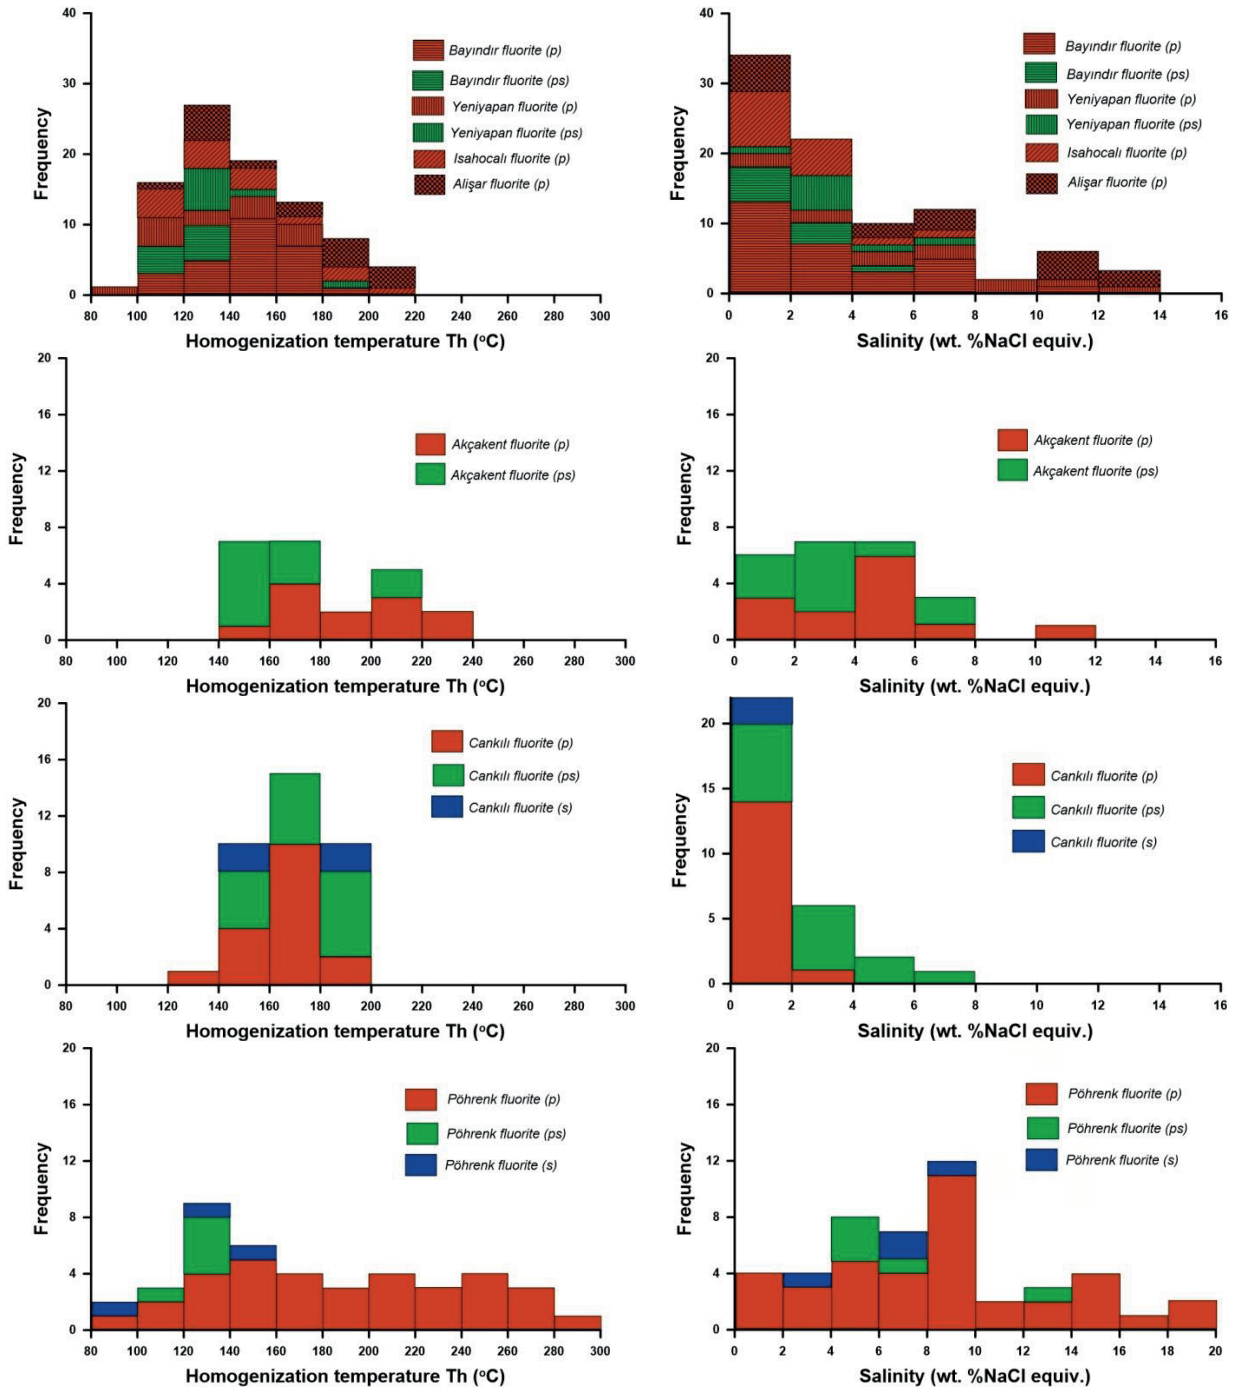 40
30
20
10
0
Frequency
Bayındır fluorite (p)
Bayındır fluorite (ps)
Yeniyapan fluorite (p)
Yeniyapan fluorite (ps)
Isahocalı fluorite (p)
Alişar fluorite (p)
80 100 120 140 160 180 200 220 240 260 280 300
Homogenization temperature Th (°C)
40
30
20
10
0
Frequency
Bayındır fluorite (p)
Bayındır fluorite (ps)
Yeniyapan fluorite (p)
Yeniyapan fluorite (ps)
Isahocalı fluorite (p)
Alişar fluorite (p)
0 2 4 6 8 10 12 14 16
Salinity (wt. %NaCl equiv.)
20
16
12
8
4
0
Frequency
Akçakent fluorite (p)
Akçakent fluorite (ps)
80 100 120 140 160 180 200 220 240 260 280 300
Homogenization temperature Th (°C)
20
16
12
8
4
0
Frequency
Akçakent fluorite (p)
Akçakent fluorite (ps)
0 2 4 6 8 10 12 14 16
Salinity (wt. %NaCl equiv.)
20
16
12
8
4
0
Frequency
Cankılı fluorite (p)
Cankılı fluorite (ps)
Cankılı fluorite (s)
80 100 120 140 160 180 200 220 240 260 280 300
Homogenization temperature Th (°C)
20
15
10
5
0
Frequency
Cankılı fluorite (p)
Cankılı fluorite (ps)
Cankılı fluorite (s)
0 2 4 6 8 10 12 14 16
Salinity (wt. %NaCl equiv.)
20
16
12
8
4
0
Frequency
Pöhrenk fluorite (p)
Pöhrenk fluorite (ps)
Pöhrenk fluorite (s)
80 100 120 140 160 180 200 220 240 260 280 300
Homogenization temperature Th (°C)
20
16
12
8
4
0
Frequency
Pöhrenk fluorite (p)
Pöhrenk fluorite (ps)
Pöhrenk fluorite (s)
0 2 4 6 8 10 12 14 16 18 20
Salinity (wt. %NaCl equiv.)